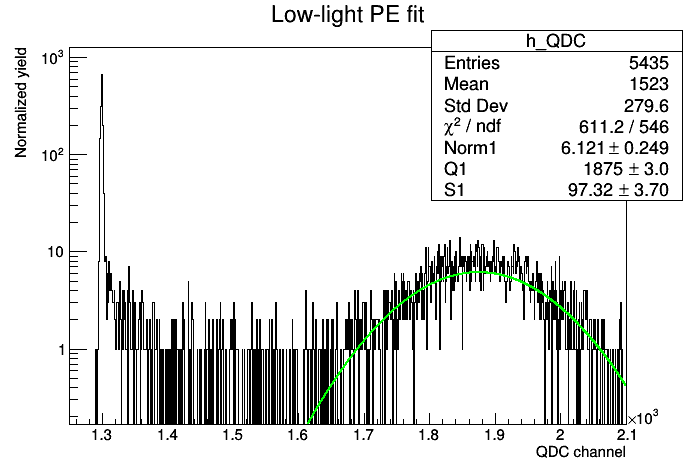 Low-light PE fit
h_QDC
Entries 5435
Mean 1523
Std Dev 279.6
χ² / ndf 611.2 / 546
Norm1 6.121 ± 0.249
Q1 1875 ± 3.0
S1 97.32 ± 3.70
Normalized yield
10³
10²
10
1
1.3 1.4 1.5 1.6 1.7 1.8 1.9 2 2.1
×10³
QDC channel